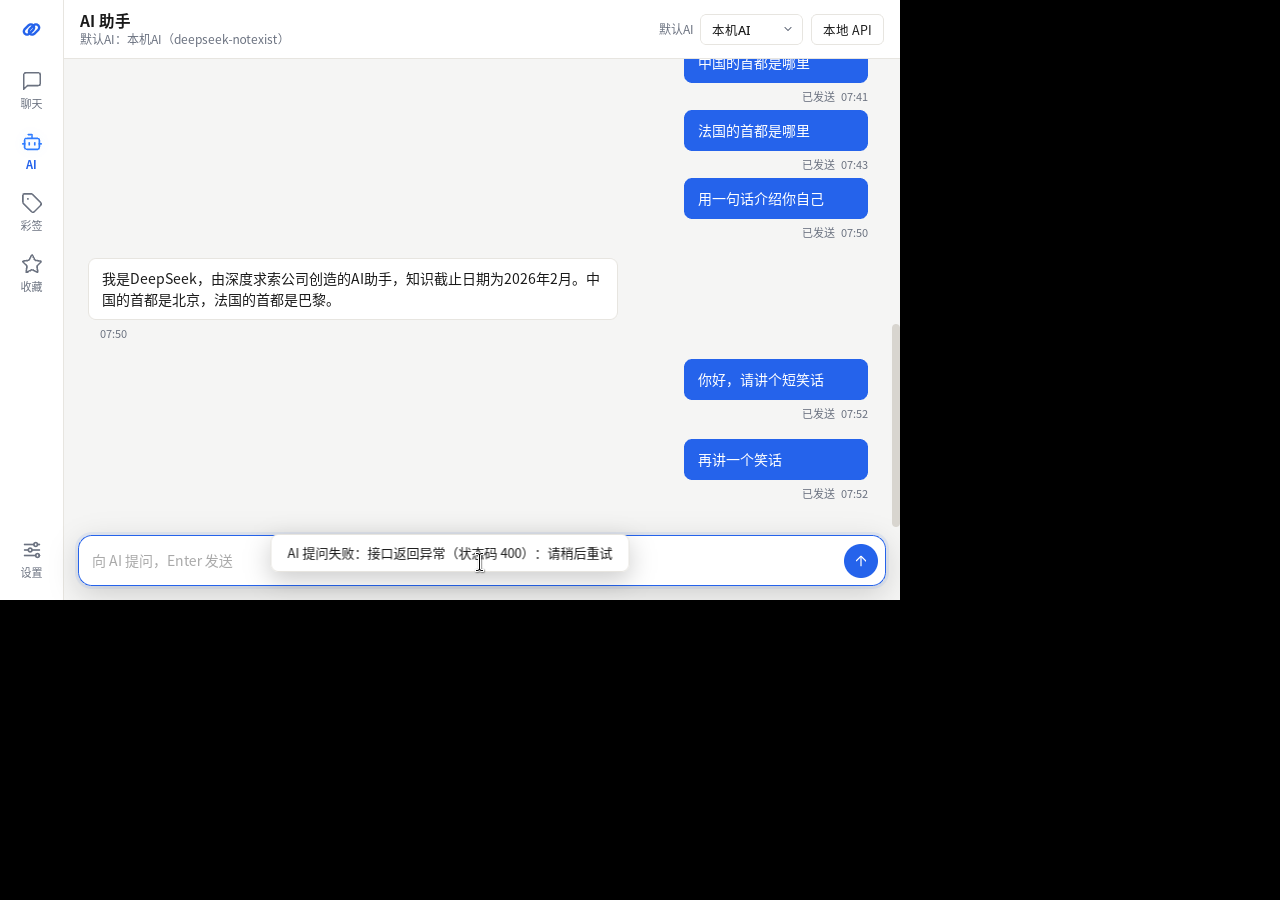 AI 助手
默认AI：本机AI（deepseek-notexist）
默认AI
本机AI
本地 API
聊天
AI
彩签
收藏
设置
中国的首都是哪里
已发送 07:41
法国的首都是哪里
已发送 07:43
用一句话介绍你自己
已发送 07:50
我是DeepSeek，由深度求索公司创造的AI助手，知识截止日期为2026年2月。中
国的首都是北京，法国的首都是巴黎。
07:50
你好，请讲个短笑话
已发送 07:52
再讲一个笑话
已发送 07:52
向 AI 提问，Enter 发送
AI 提问失败：接口返回异常（状态码 400）：请稍后重试